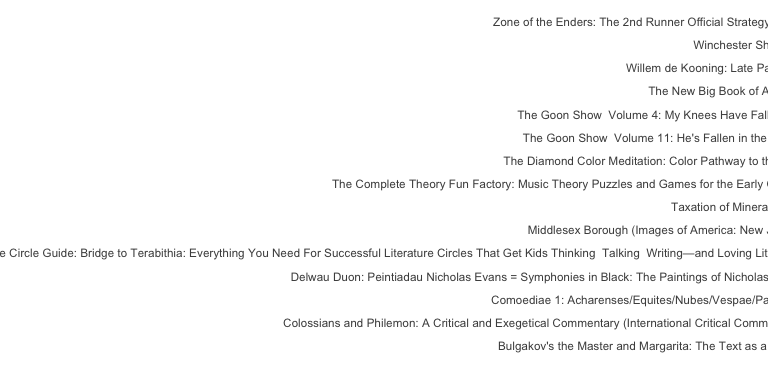 Zone of the Enders: The 2nd Runner Official Strategy
Winchester Sh
Willem de Kooning: Late Pa
The New Big Book of A
The Goon Show  Volume 4: My Knees Have Fal
The Goon Show  Volume 11: He's Fallen in the
The Diamond Color Meditation: Color Pathway to th
The Complete Theory Fun Factory: Music Theory Puzzles and Games for the Early
Taxation of Minera
Middlesex Borough (Images of America: New
e Circle Guide: Bridge to Terabithia: Everything You Need For Successful Literature Circles That Get Kids Thinking  Talking  Writing—and Loving Lit
Delwau Duon: Peintiadau Nicholas Evans = Symphonies in Black: The Paintings of Nicholas
Comoediae 1: Acharenses/Equites/Nubes/Vespae/Pa
Colossians and Philemon: A Critical and Exegetical Commentary (International Critical Comm
Bulgakov's the Master and Margarita: The Text as a